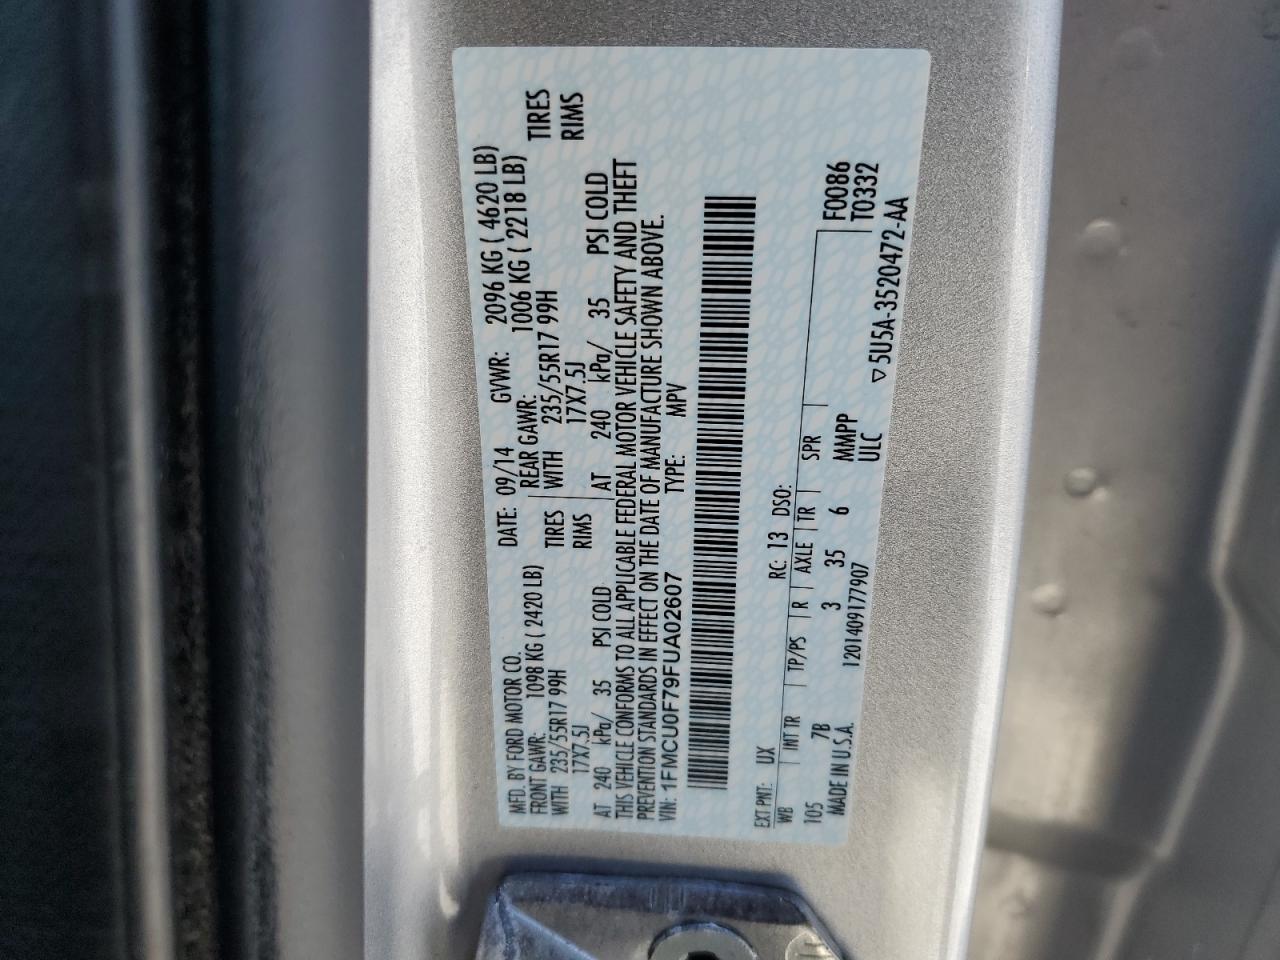 MFD. BY FORD MOTOR CO. DATE: 09/14 GVWR: 2096 KG ( 4620 LB)
FRONT GAWR: 1098 KG ( 2420 LB) REAR GAWR: 1006 KG ( 2218 LB)
WITH 235/55R17 99H TIRES WITH 235/55R17 99H TIRES
17X7.5J RIMS 17X7.5J RIMS
AT 240 kPa/ 35 PSI COLD AT 240 kPa/ 35 PSI COLD
THIS VEHICLE CONFORMS TO ALL APPLICABLE FEDERAL MOTOR VEHICLE SAFETY AND THEFT
PREVENTION STANDARDS IN EFFECT ON THE DATE OF MANUFACTURE SHOWN ABOVE.
VIN: 1FMCU0F79FUA02607 TYPE: MPV
EXT PNT: UX RC: 13 DSO: F0086
WB INT TR TP/PS R AXLE TR SPR T0332
105 7B 3 35 6 MMPP
MADE IN U.S.A. 1201409177907 ULC ▽5U5A-3520472-AA